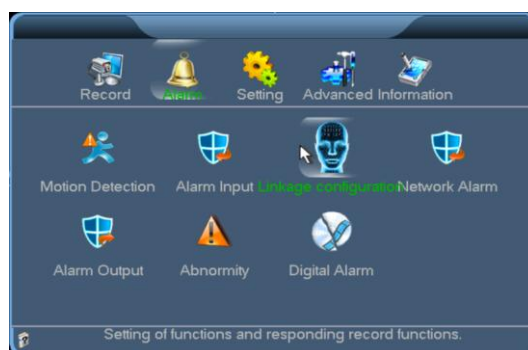 Record Alarm Setting Advanced Information
Motion Detection Alarm Input Linkage configuration Network Alarm
Alarm Output Abnormity Digital Alarm
Setting of functions and responding record functions.